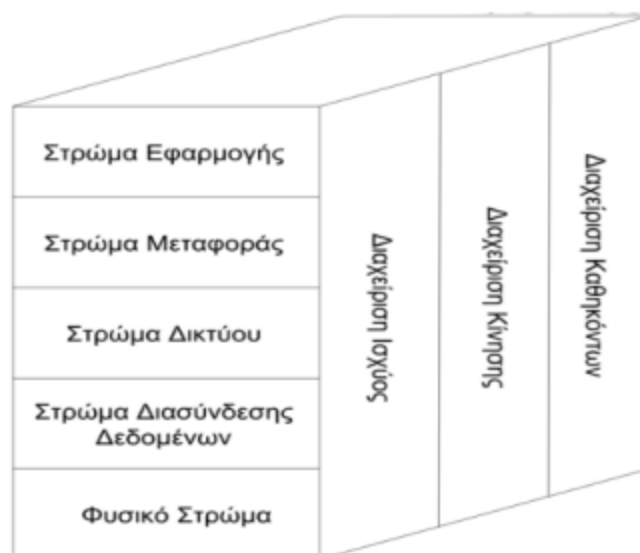 Στρώμα Εφαρμογής
Στρώμα Μεταφοράς
Στρώμα Δικτύου
Στρώμα Διασύνδεσης
Δεδομένων
Φυσικό Στρώμα
Διαχείριση Ισχύος
Διαχείριση Κίνησης
Διαχείριση Καθηκόντων